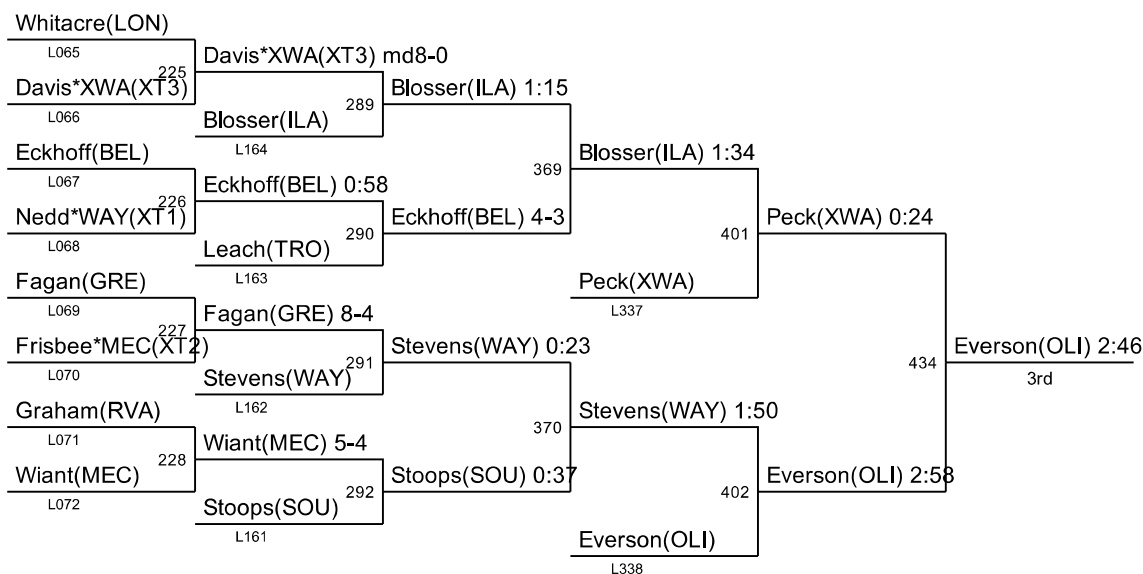 Whitacre(LON)
L065
225
Davis*XWA(XT3) md8-0
Davis*XWA(XT3)
L066
289
Blosser(ILA) 1:15
Blosser(ILA)
L164
Eckhoff(BEL)
L067
369
Blosser(ILA) 1:34
226
Eckhoff(BEL) 0:58
Nedd*WAY(XT1)
L068
290
Eckhoff(BEL) 4-3
401
Peck(XWA) 0:24
Leach(TRO)
L163
Fagan(GRE)
L069
Peck(XWA)
L337
227
Fagan(GRE) 8-4
Frisbee*MEC(XT2)
L070
291
Stevens(WAY) 0:23
434
Everson(OLI) 2:46
3rd
Stevens(WAY)
L162
Graham(RVA)
L071
370
Stevens(WAY) 1:50
228
Wiant(MEC) 5-4
Wiant(MEC)
L072
292
Stoops(SOU) 0:37
402
Everson(OLI) 2:58
Stoops(SOU)
L161
Everson(OLI)
L338